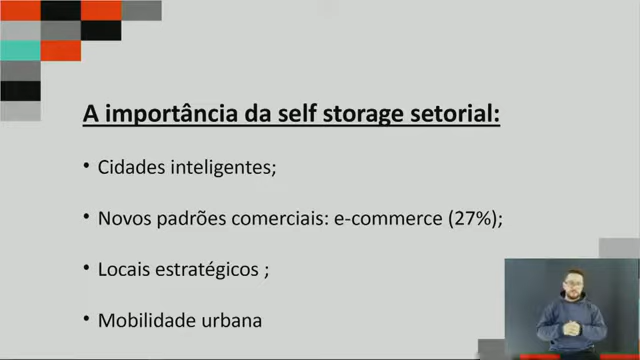 A importância da self storage setorial:
• Cidades inteligentes;
• Novos padrões comerciais: e-commerce (27%);
• Locais estratégicos ;
• Mobilidade urbana